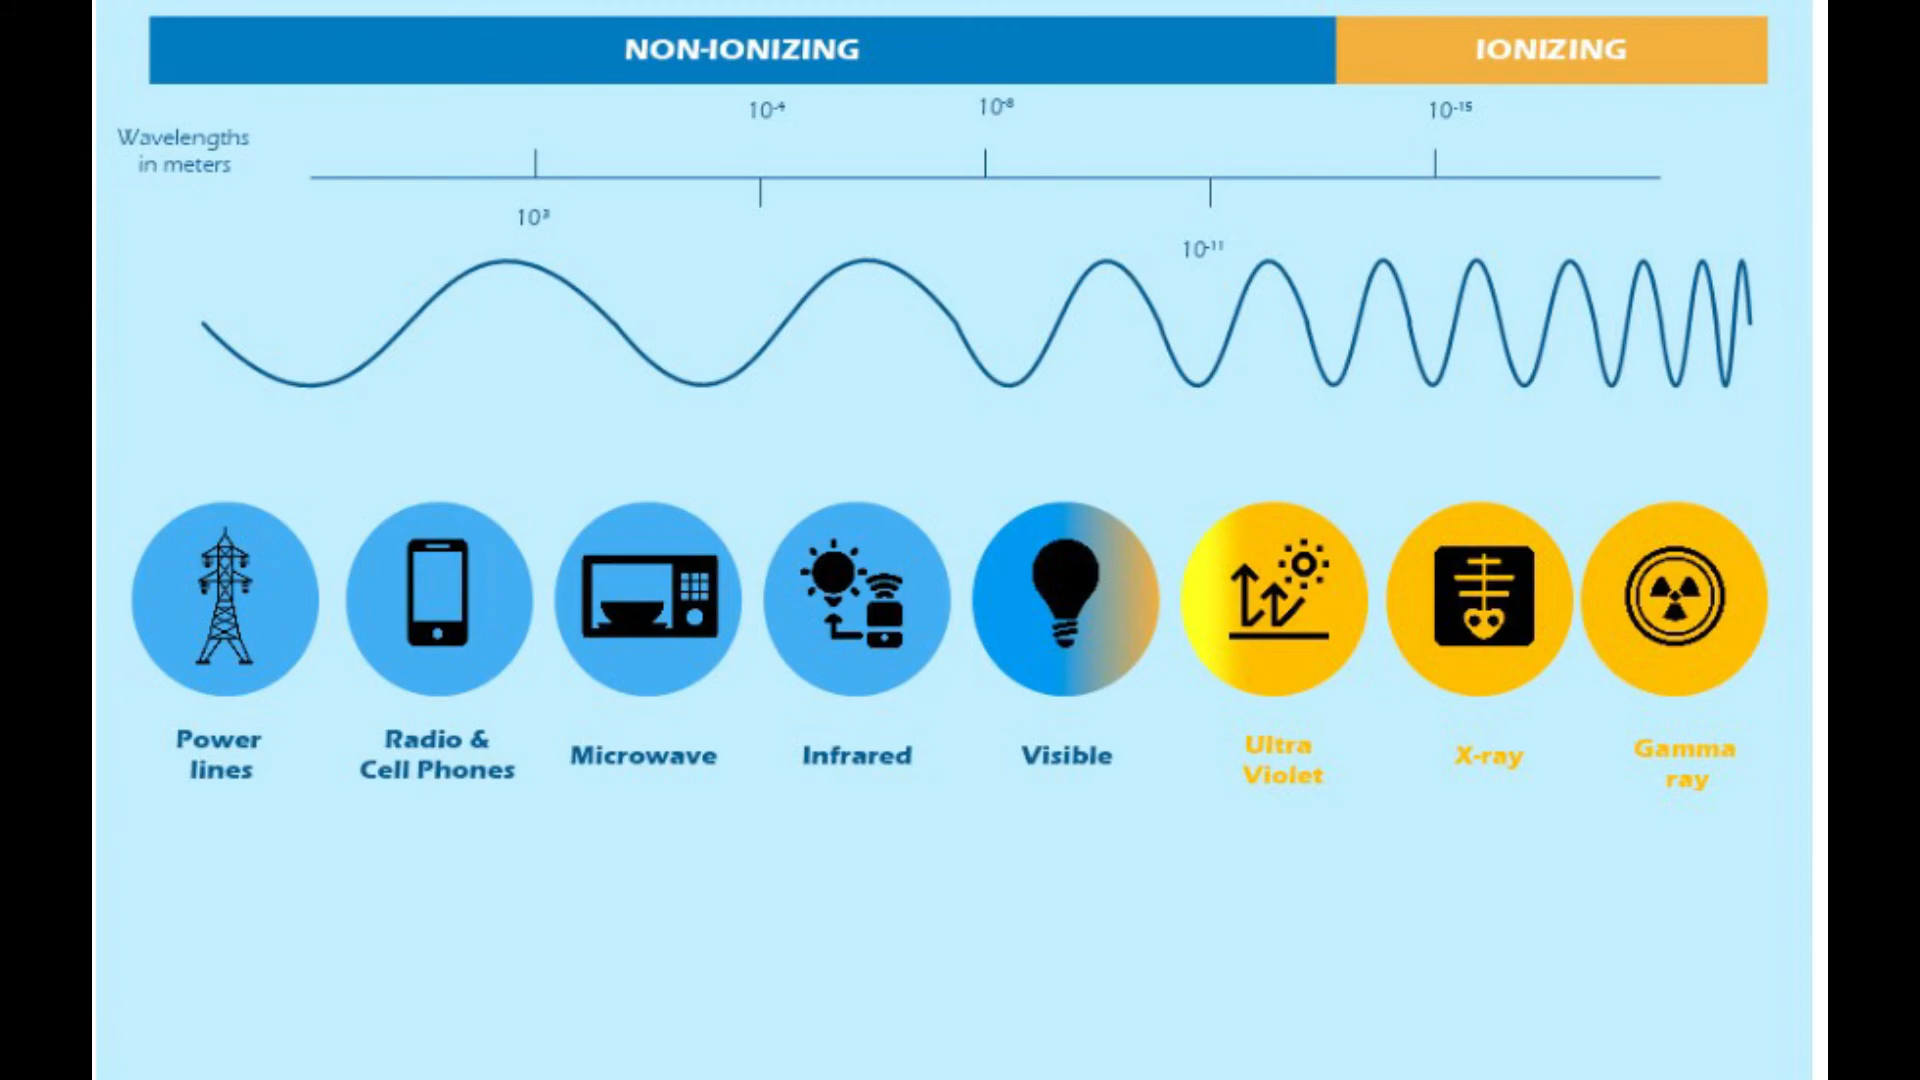 NON-IONIZING
IONIZING
10⁻⁴
10⁻⁸
10⁻¹⁵
Wavelengths
in meters
10³
10⁻¹¹
Power
lines
Radio &
Cell Phones
Microwave
Infrared
Visible
Ultra
Violet
X-ray
Gamma
ray